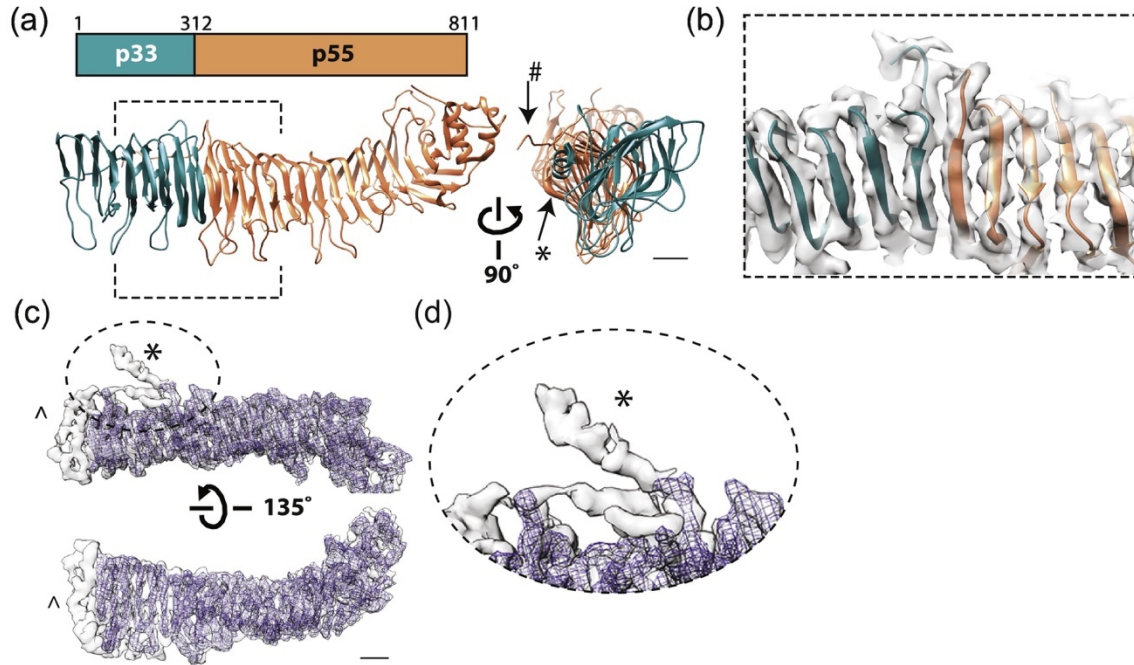 (a)
1 312 811
p33 p55
#
*
90°
(b)
(c)
*
^
135°
^
(d)
*